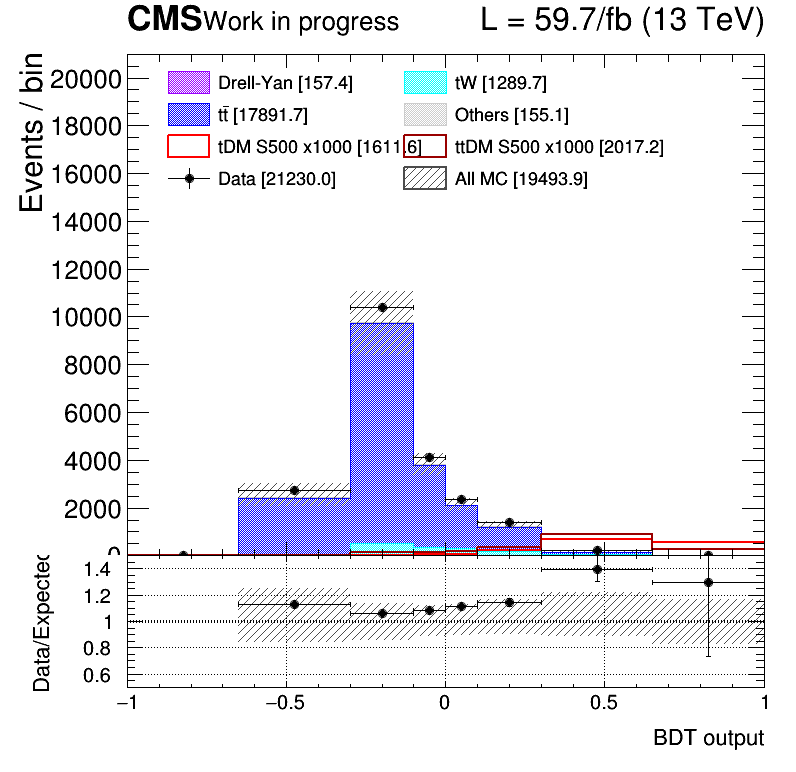 CMS Work in progress L = 59.7/fb (13 TeV)
Events / bin
20000
18000
16000
14000
12000
10000
8000
6000
4000
2000
0
Drell-Yan [157.4]
tW [1289.7]
tt̄ [17891.7]
Others [155.1]
tDM S500 x1000 [1611.6]
ttDM S500 x1000 [2017.2]
Data [21230.0]
All MC [19493.9]
Data/Expected
1.4
1.2
1
0.8
0.6
−1 −0.5 0 0.5 1
BDT output